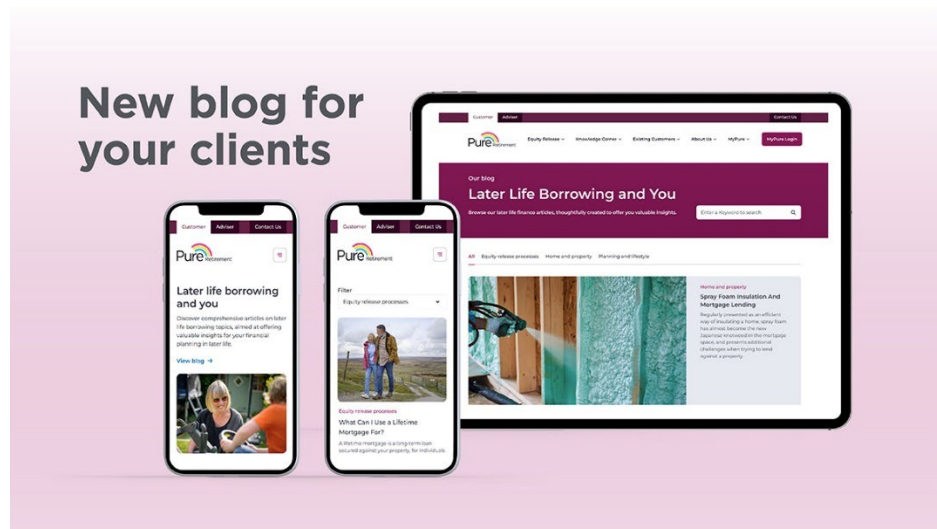 New blog for
your clients
Customer Adviser Contact Us
Pure Retirement
Later life borrowing
and you
Discover comprehensive articles on later
life borrowing topics, aimed at offering
valuable insights for your financial
planning in later life.
View blog →
Customer Adviser Contact Us
Pure Retirement
Filter
Equity release processes
Equity release processes
What Can I Use a Lifetime
Mortgage For?
A lifetime mortgage is a long term loan
secured against your property, for individuals
Customer Adviser Contact Us
Pure Retirement
Equity Release Knowledge Corner Existing Customers About Us MyPure MyPure Login
Our blog
Later Life Borrowing and You
Browse our later life finance articles, thoughtfully created to offer you valuable insights.
Enter a Keyword to search
All Equity release processes Home and property Planning and lifestyle
Home and property
Spray Foam Insulation And
Mortgage Lending
Regularly presented as an efficient
way of insulating a home, spray foam
has almost become the new
Japanese knotweed in the mortgage
space, and presents additional
challenges when trying to lend
against a property.